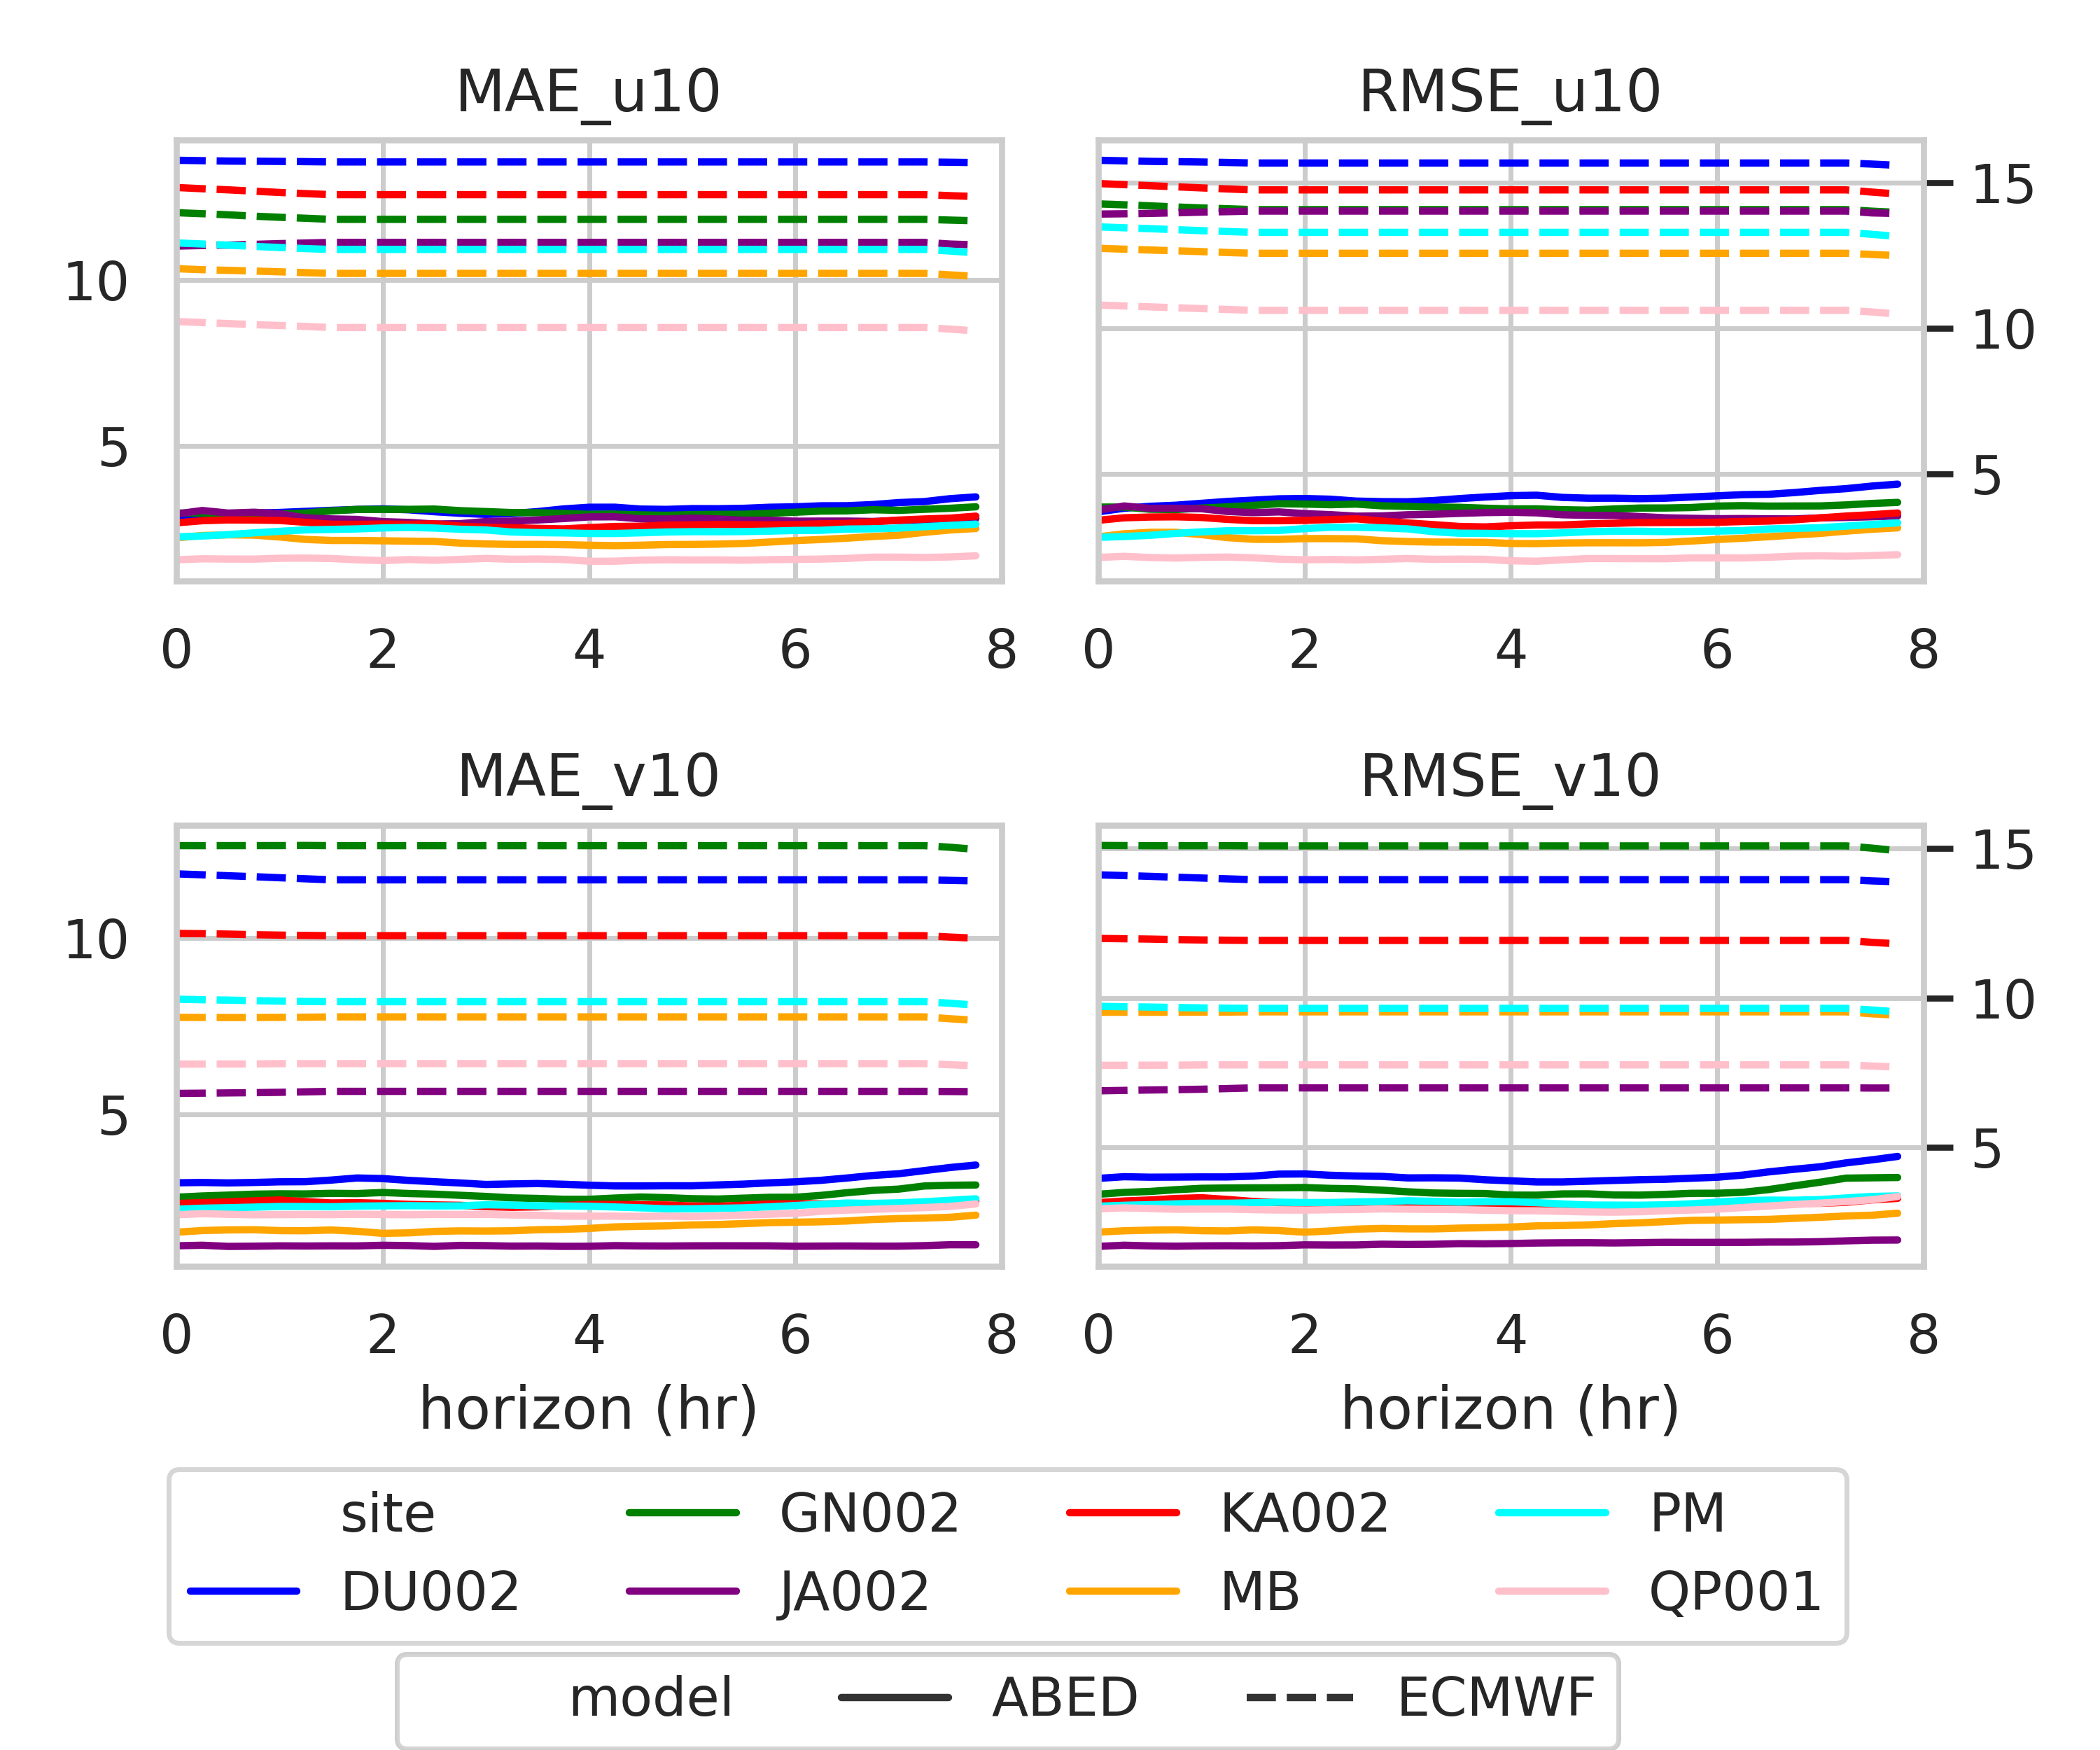 MAE_u10 RMSE_u10
15
10 10
5 5
0 2 4 6 8 0 2 4 6 8
MAE_v10 RMSE_v10
15
10 10
5 5
0 2 4 6 8 0 2 4 6 8
horizon (hr) horizon (hr)
site GN002 KA002 PM
DU002 JA002 MB QP001
model ABED ECMWF